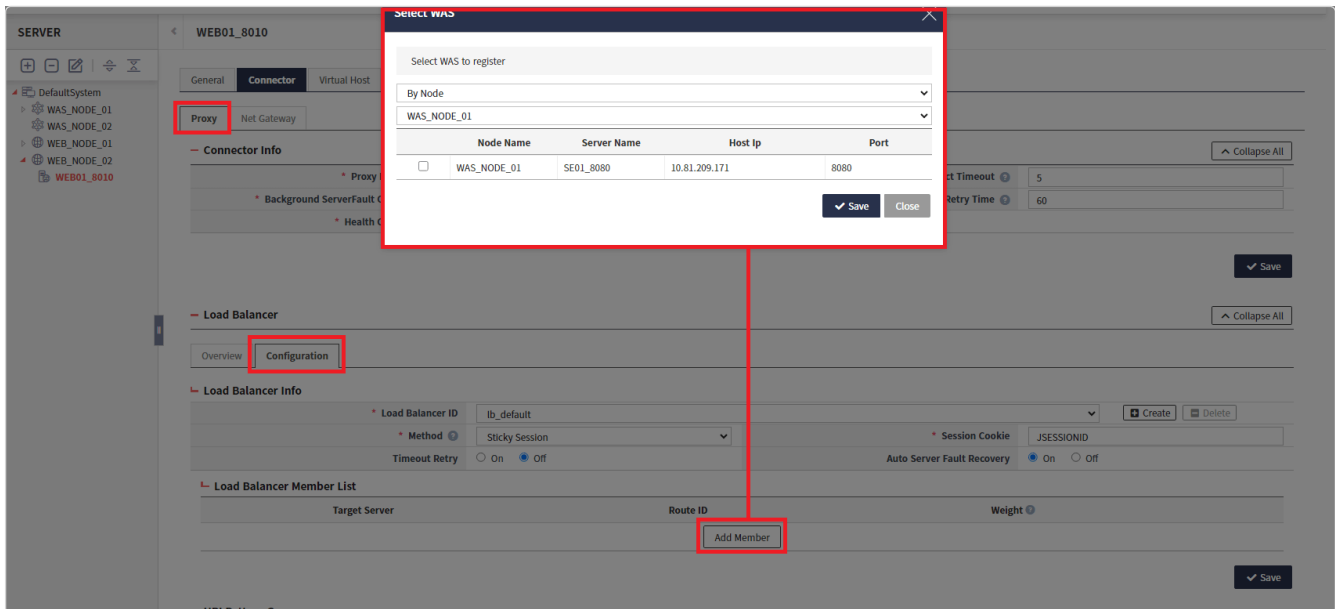 Select WAS
SERVER
WEB01_8010
Select WAS to register
General Connector Virtual Host
By Node
DefaultSystem
WAS_NODE_01
WAS_NODE_02
WEB_NODE_01
WEB_NODE_02
WEB01_8010
Proxy Net Gateway
WAS_NODE_01
Node Name Server Name Host Ip Port
WAS_NODE_01 SE01_8080 10.81.209.171 8080
Save Close
Connector Info Collapse All
* Proxy ct Timeout 5
* Background ServerFault Retry Time 60
* Health
Save
Load Balancer Collapse All
Overview Configuration
Load Balancer Info
* Load Balancer ID lb_default Create Delete
* Method Sticky Session * Session Cookie JSESSIONID
Timeout Retry On Off Auto Server Fault Recovery On Off
Load Balancer Member List
Target Server Route ID Weight
Add Member
Save